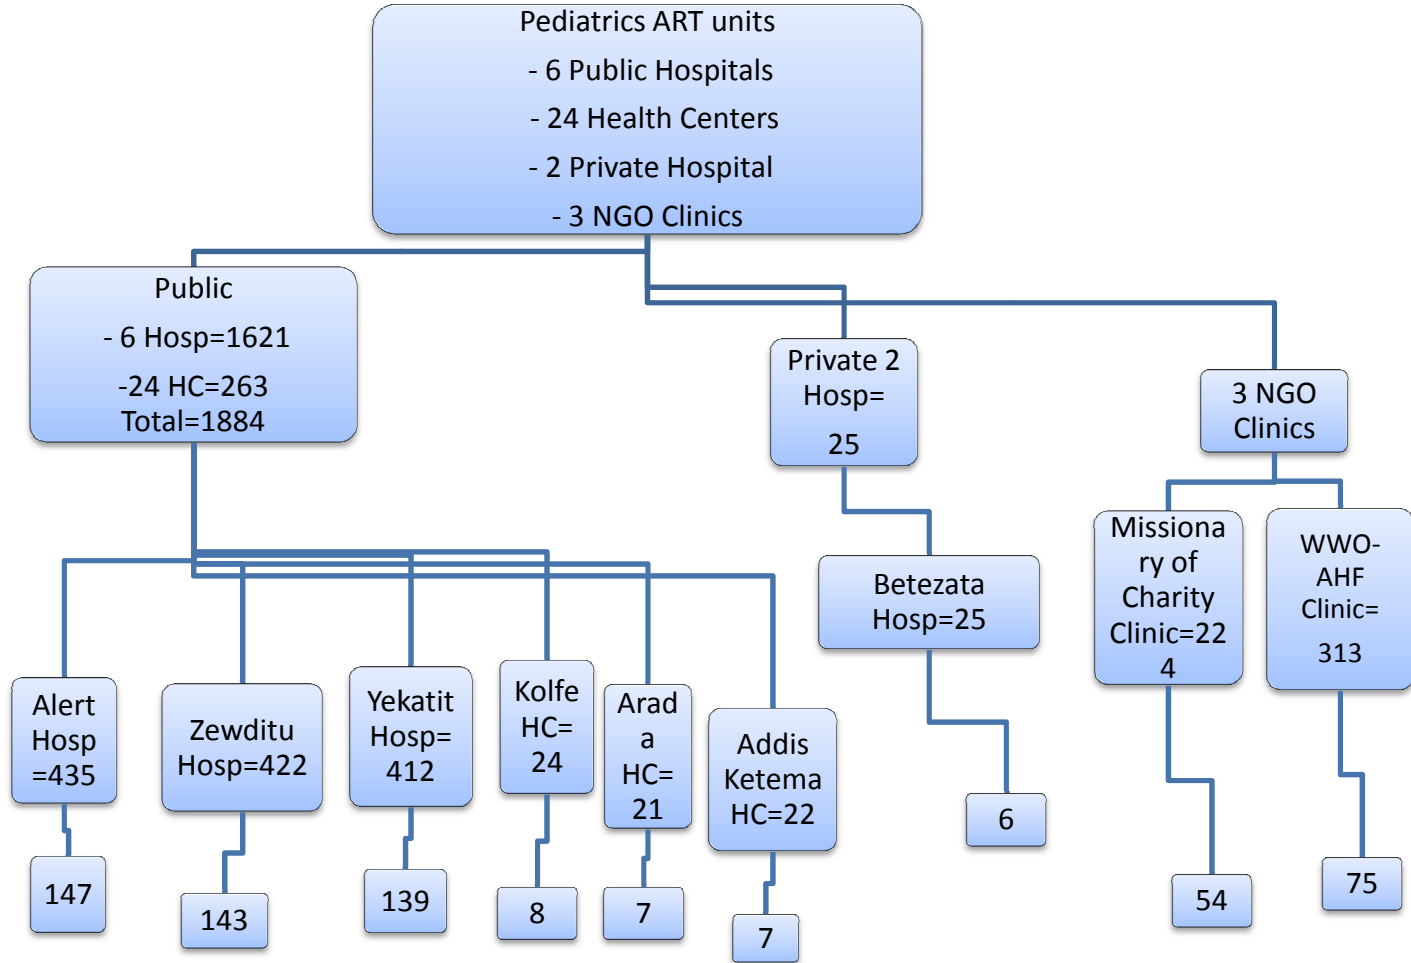 Pediatrics ART units
- 6 Public Hospitals
- 24 Health Centers
- 2 Private Hospital
- 3 NGO Clinics
Public
- 6 Hosp=1621
-24 HC=263
Total=1884
Private 2
Hosp=
25
3 NGO
Clinics
Missiona
ry of
Charity
Clinic=22
4
WWO-
AHF
Clinic=
313
Betezata
Hosp=25
Alert
Hosp
=435
Zewditu
Hosp=422
Yekatit
Hosp=
412
Kolfe
HC=
24
Arad
a
HC=
21
Addis
Ketema
HC=22
147
143
139
8
7
7
6
54
75